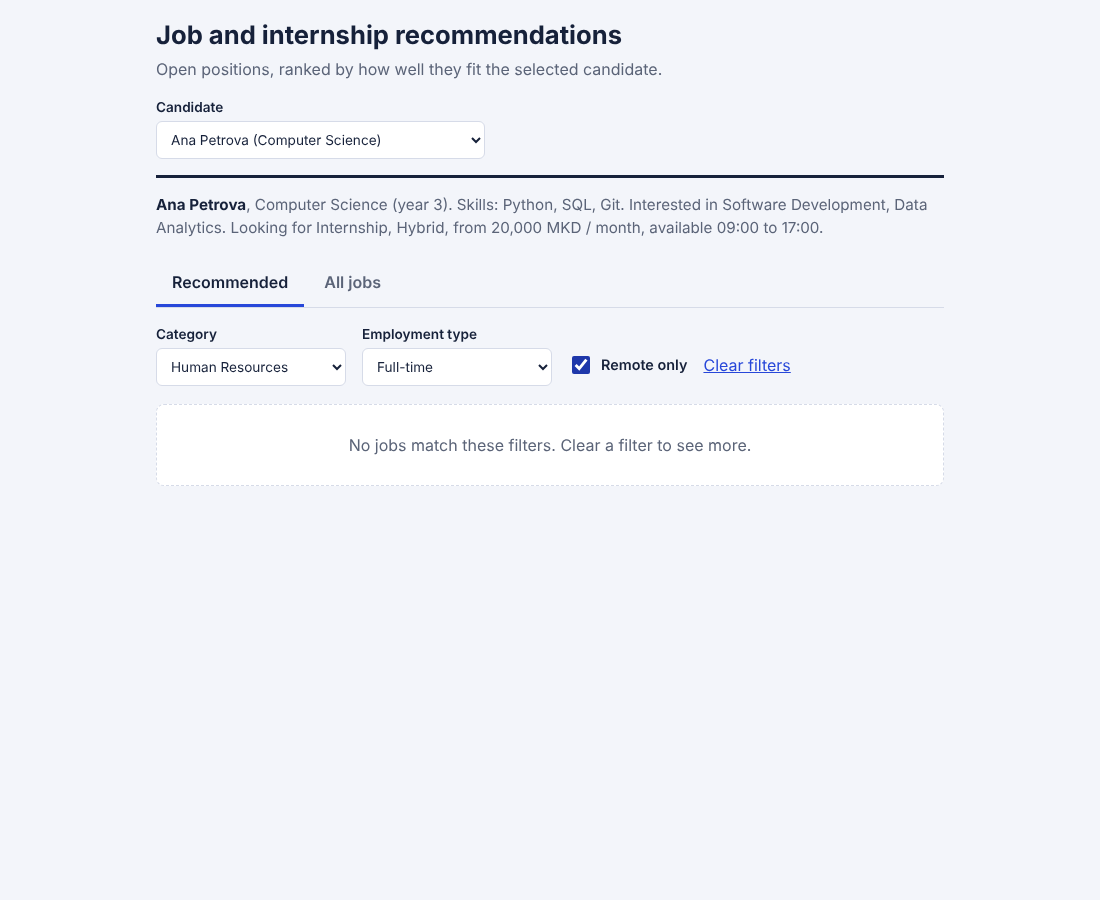 Job and internship recommendations
Open positions, ranked by how well they fit the selected candidate.
Candidate
Ana Petrova (Computer Science)
Ana Petrova, Computer Science (year 3). Skills: Python, SQL, Git. Interested in Software Development, Data
Analytics. Looking for Internship, Hybrid, from 20,000 MKD / month, available 09:00 to 17:00.
Recommended All jobs
Category Employment type
Human Resources Full-time Remote only Clear filters
No jobs match these filters. Clear a filter to see more.